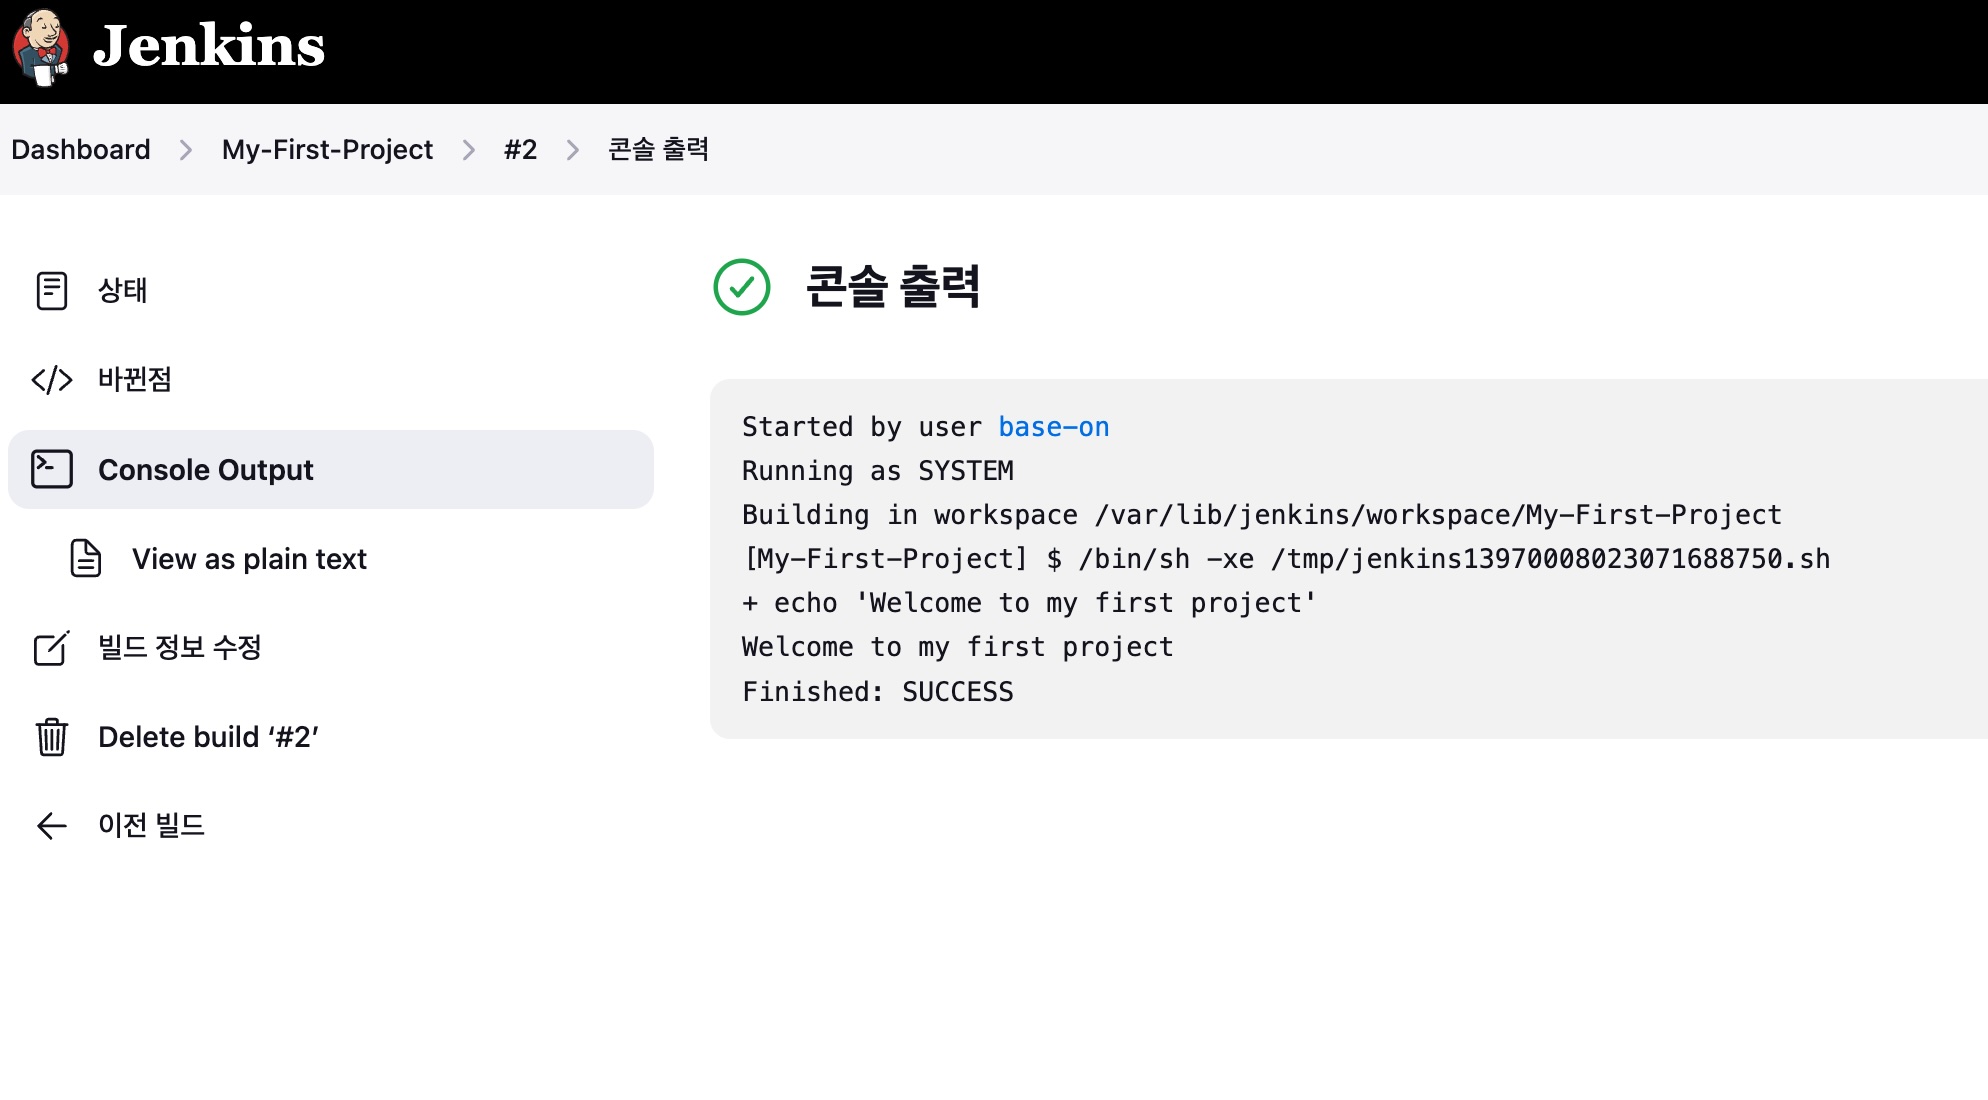 Jenkins
Dashboard > My-First-Project > #2 > 콘솔 출력
상태
바뀐점
Console Output
View as plain text
빌드 정보 수정
Delete build ‘#2’
이전 빌드
콘솔 출력
Started by user base-on
Running as SYSTEM
Building in workspace /var/lib/jenkins/workspace/My-First-Project
[My-First-Project] $ /bin/sh -xe /tmp/jenkins13970008023071688750.sh
+ echo 'Welcome to my first project'
Welcome to my first project
Finished: SUCCESS